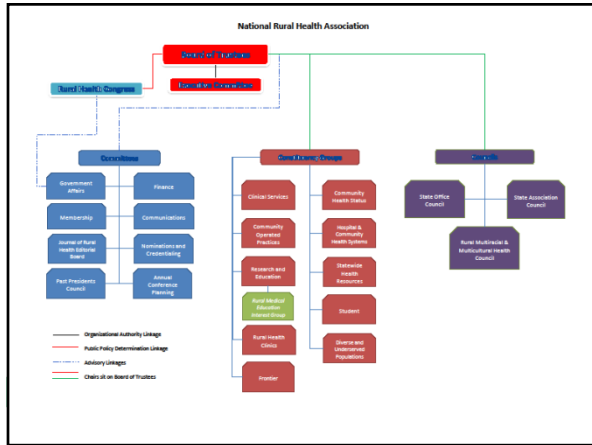 National Rural Health Association
Board of Trustees
Rural Health Congress
Executive Committee
Committees
Constituency Groups
Councils
Government
Affairs
Finance
Membership
Communications
Journal of Rural
Health Editorial
Board
Nominations and
Credentialing
Past Presidents
Council
Annual
Conference
Planning
Clinical Services
Community
Health Status
Community
Operated
Practices
Hospital &
Community
Health Systems
Research and
Education
Statewide
Health
Resources
Rural Medical
Education
Interest Group
Student
Rural Health
Clinics
Diverse and
Underserved
Populations
Frontier
State Office
Council
State Association
Council
Rural Multiracial &
Multicultural Health
Council
Organizational Authority Linkage
Public Policy Determination Linkage
Advisory Linkages
Chairs sit on Board of Trustees